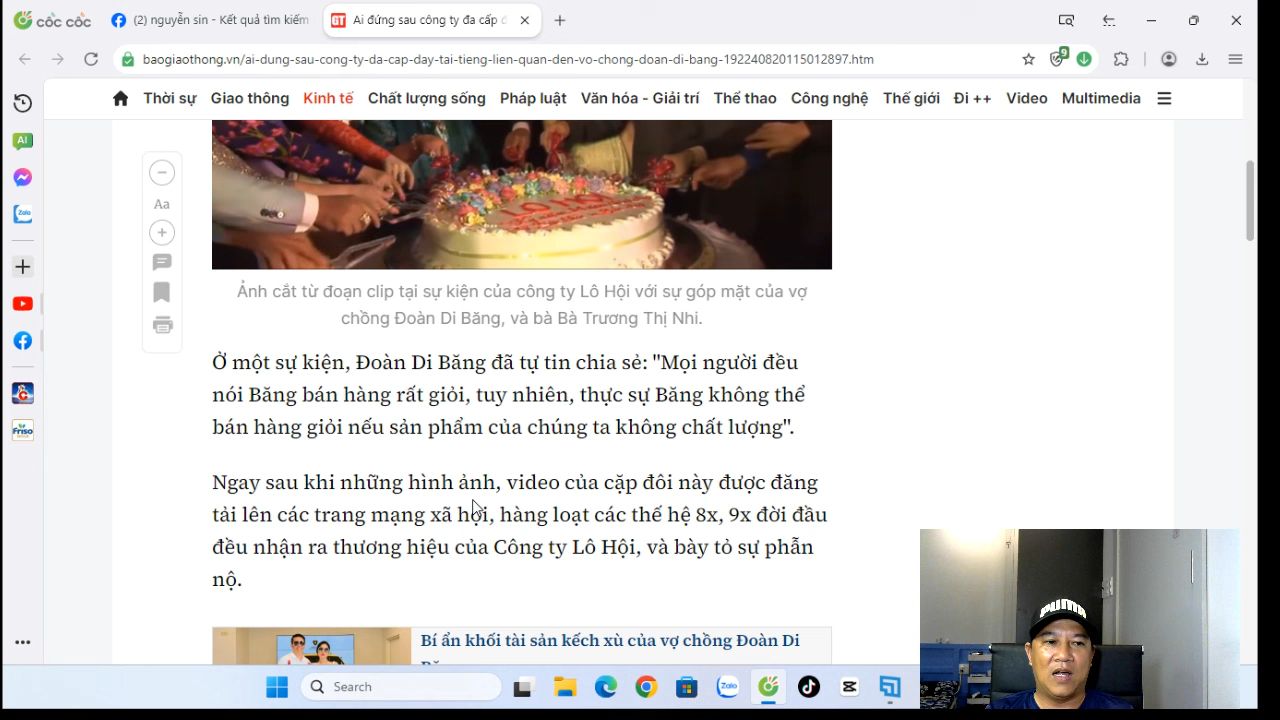 cốc cốc
(2) nguyễn sin - Kết quả tìm kiếm
GT
Ai đứng sau công ty đa cấp đ
baogiaothong.vn/ai-dung-sau-cong-ty-da-cap-day-tai-tieng-lien-quan-den-vo-chong-doan-di-bang-192240820115012897.htm
9
Thời sự
Giao thông
Kinh tế
Chất lượng sống
Pháp luật
Văn hóa - Giải trí
Thể thao
Công nghệ
Thế giới
Đi ++
Video
Multimedia
AI
Zalo
Friso
Aa
LÔ HỘI
Ảnh cắt từ đoạn clip tại sự kiện của công ty Lô Hội với sự góp mặt của vợ
chồng Đoàn Di Băng, và bà Bà Trương Thị Nhi.
Ở một sự kiện, Đoàn Di Băng đã tự tin chia sẻ: "Mọi người đều
nói Băng bán hàng rất giỏi, tuy nhiên, thực sự Băng không thể
bán hàng giỏi nếu sản phẩm của chúng ta không chất lượng".
Ngay sau khi những hình ảnh, video của cặp đôi này được đăng
tải lên các trang mạng xã hội, hàng loạt các thế hệ 8x, 9x đời đầu
đều nhận ra thương hiệu của Công ty Lô Hội, và bày tỏ sự phẫn
nộ.
Bí ẩn khối tài sản kếch xù của vợ chồng Đoàn Di
Search
Zalo
PUMA